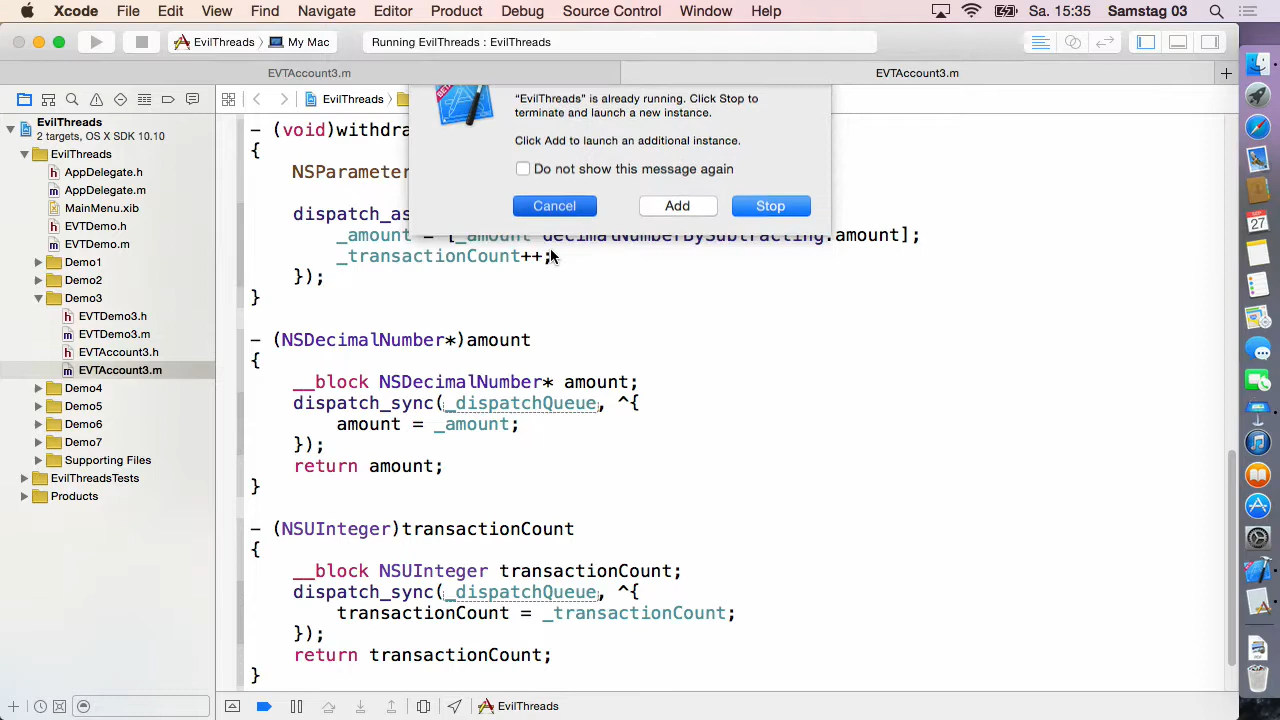 Xcode File Edit View Find Navigate Editor Product Debug Source Control Window Help Sa. 15:35 Samstag 03
EvilThreads My Mac Running EvilThreads : EvilThreads
EVTAccount3.m EVTAccount3.m
EvilThreads
BETA
"EvilThreads" is already running. Click Stop to
terminate and launch a new instance.
Click Add to launch an additional instance.
Do not show this message again
Cancel Add Stop
EvilThreads
2 targets, OS X SDK 10.10
EvilThreads
AppDelegate.h
AppDelegate.m
MainMenu.xib
EVTDemo.h
EVTDemo.m
Demo1
Demo2
Demo3
EVTDemo3.h
EVTDemo3.m
EVTAccount3.h
EVTAccount3.m
Demo4
Demo5
Demo6
Demo7
Supporting Files
EvilThreadsTests
Products
- (void)withdra
{
NSParameter
dispatch_as
_amount = [_amount decimalNumberBySubtracting:amount];
_transactionCount++;
});
}
- (NSDecimalNumber*)amount
{
__block NSDecimalNumber* amount;
dispatch_sync(_dispatchQueue, ^{
amount = _amount;
});
return amount;
}
- (NSUInteger)transactionCount
{
__block NSUInteger transactionCount;
dispatch_sync(_dispatchQueue, ^{
transactionCount = _transactionCount;
});
return transactionCount;
}
EvilThreads
27